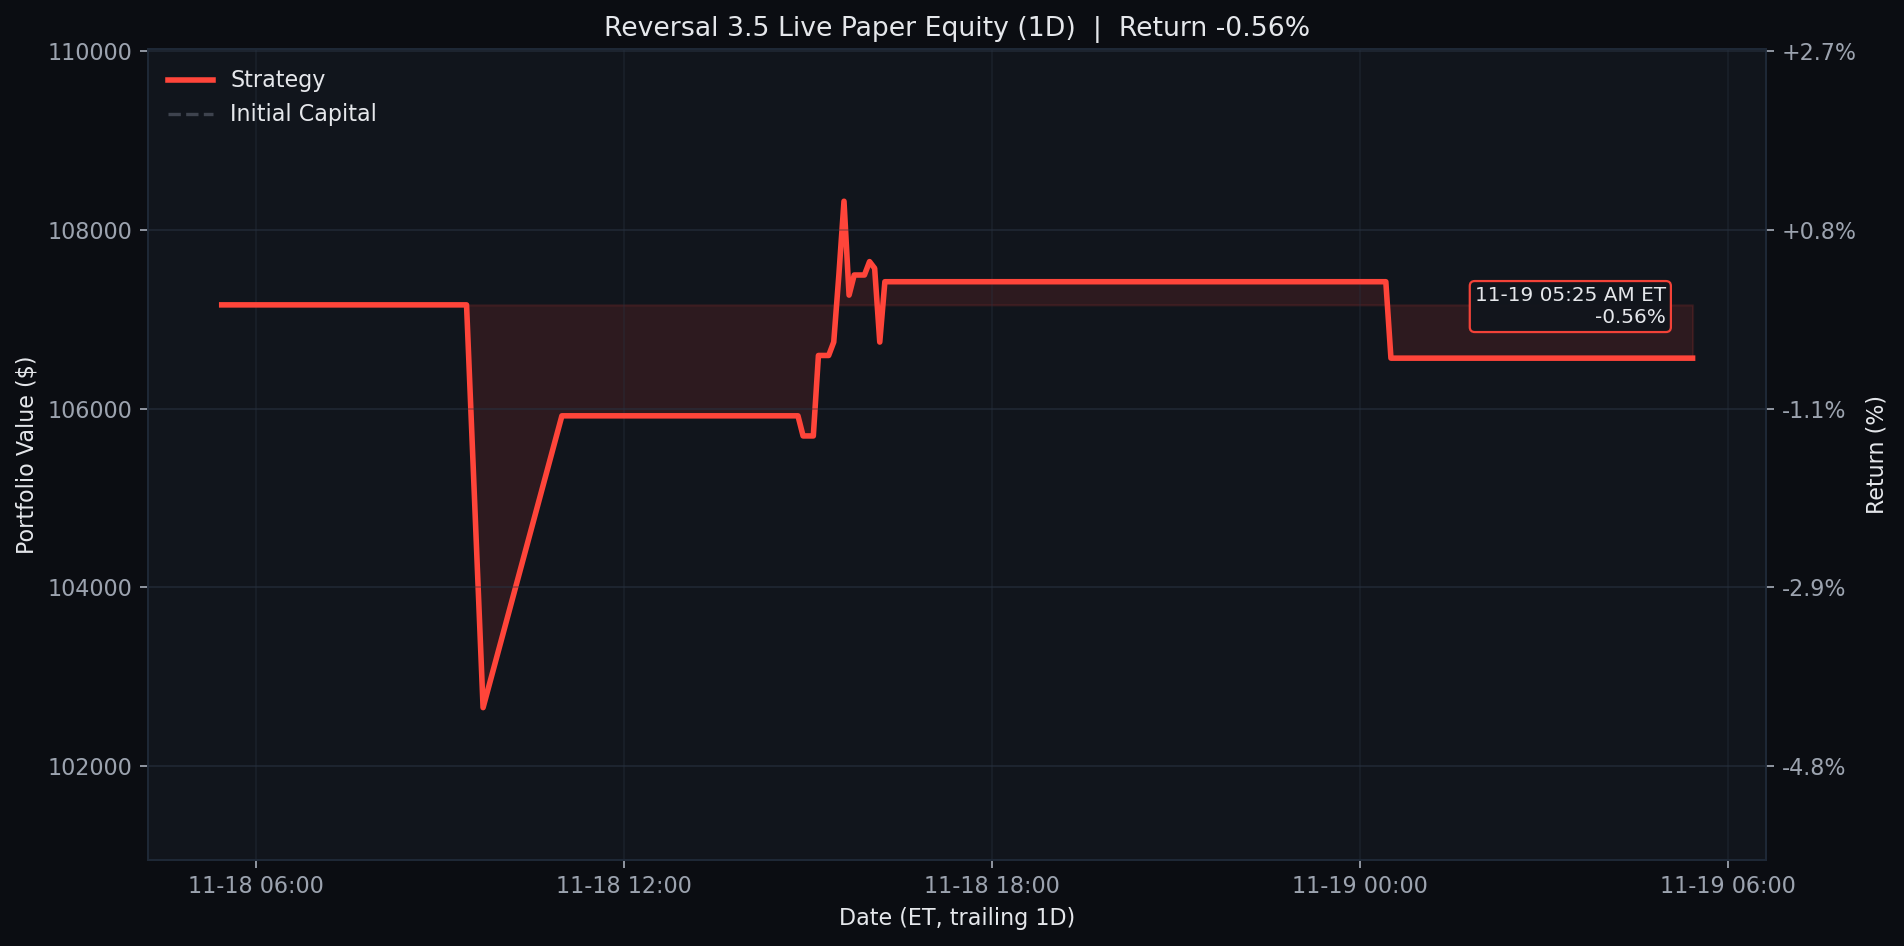 Reversal 3.5 Live Paper Equity (1D)  |  Return -0.56%
Strategy
Initial Capital
110000
108000
106000
104000
102000
Portfolio Value ($)
+2.7%
+0.8%
-1.1%
-2.9%
-4.8%
Return (%)
11-19 05:25 AM ET
-0.56%
11-18 06:00
11-18 12:00
11-18 18:00
11-19 00:00
11-19 06:00
Date (ET, trailing 1D)